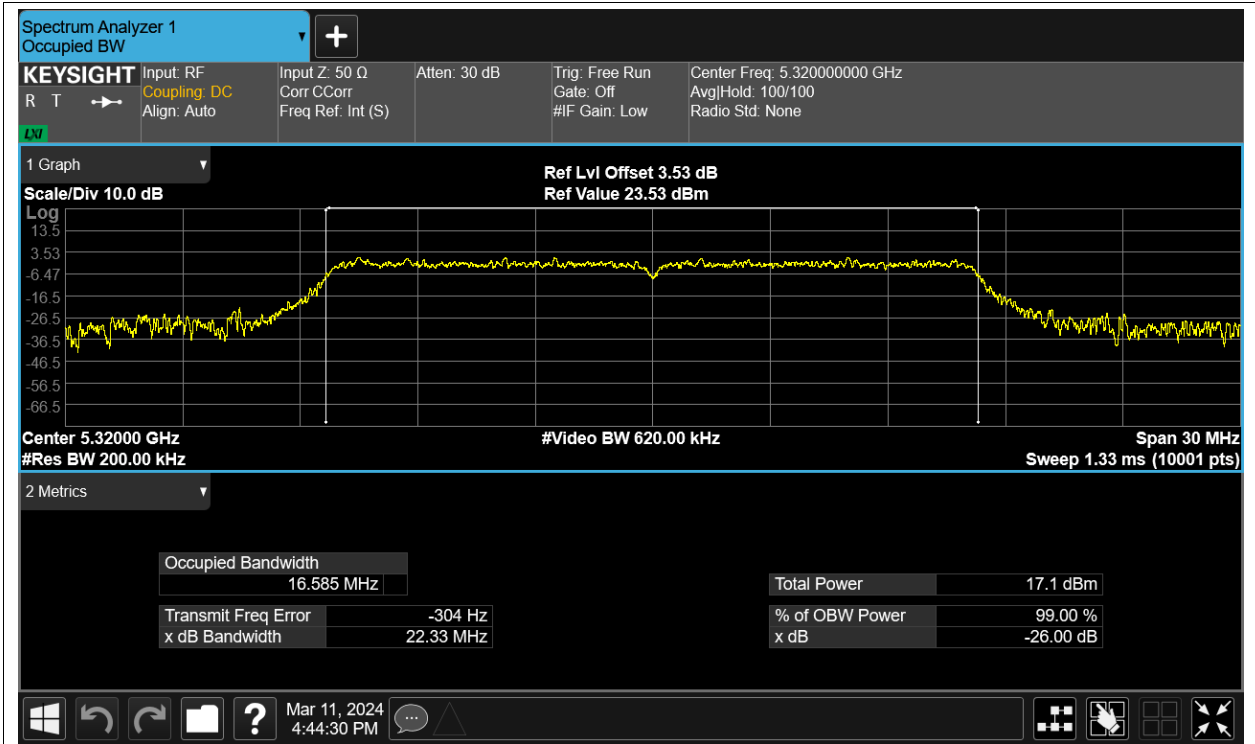 Spectrum Analyzer 1
Occupied BW
KEYSIGHT
R T
LXI
Input: RF
Coupling: DC
Align: Auto
Input Z: 50 Ω
Corr CCorr
Freq Ref: Int (S)
Atten: 30 dB
Trig: Free Run
Gate: Off
#IF Gain: Low
Center Freq: 5.320000000 GHz
Avg|Hold: 100/100
Radio Std: None
1 Graph
Scale/Div 10.0 dB
Ref Lvl Offset 3.53 dB
Ref Value 23.53 dBm
Log
13.5
3.53
-6.47
-16.5
-26.5
-36.5
-46.5
-56.5
-66.5
Center 5.32000 GHz
#Video BW 620.00 kHz
Span 30 MHz
#Res BW 200.00 kHz
Sweep 1.33 ms (10001 pts)
2 Metrics
Occupied Bandwidth
16.585 MHz
Transmit Freq Error -304 Hz
x dB Bandwidth 22.33 MHz
Total Power 17.1 dBm
% of OBW Power 99.00 %
x dB -26.00 dB
?
Mar 11, 2024
4:44:30 PM